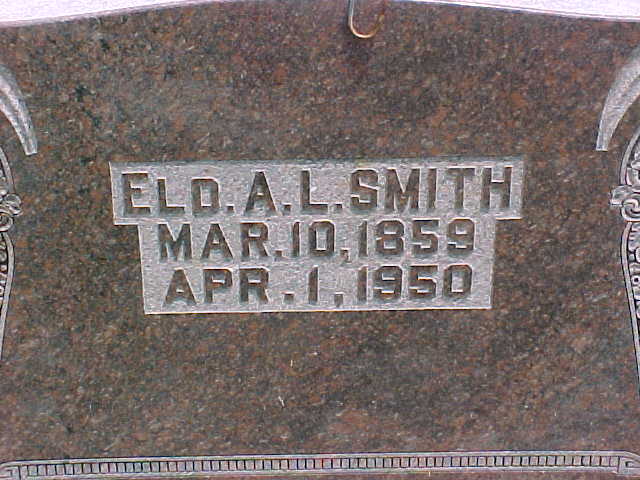 ELD. A. L. SMITH
MAR. 10, 1859
APR. 1, 1950